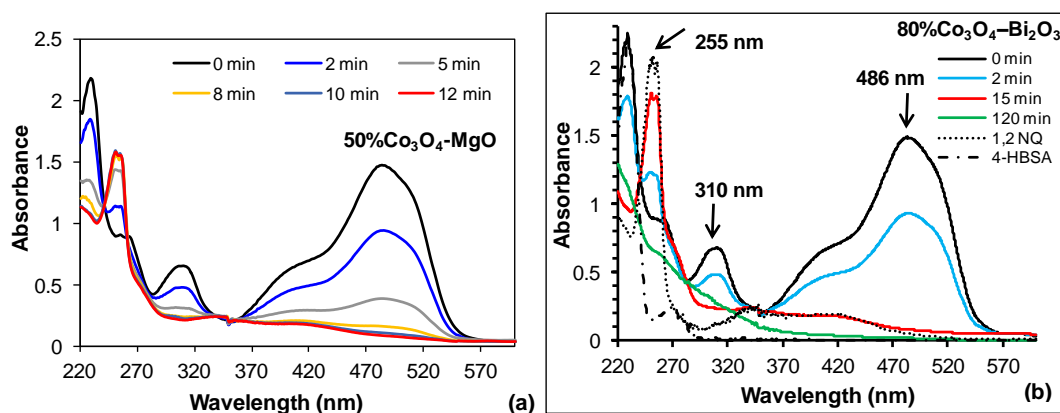 2.5
2
1.5
1
0.5
0
Absorbance
0 min
2 min
5 min
8 min
10 min
12 min
50%Co₃O₄-MgO
220 270 320 370 420 470 520
Wavelength (nm)
(a)
2
1.5
1
0.5
0
Absorbance
255 nm
310 nm
486 nm
80%Co₃O₄–Bi₂O₃
0 min
2 min
15 min
120 min
1,2 NQ
4-HBSA
220 270 320 370 420 470 520 570
Wavelength (nm)
(b)